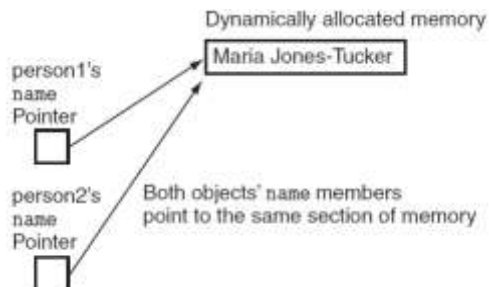 Dynamically allocated memory
Maria Jones-Tucker
person1's
name
Pointer
person2's
name
Pointer
Both objects' name members
point to the same section of memory